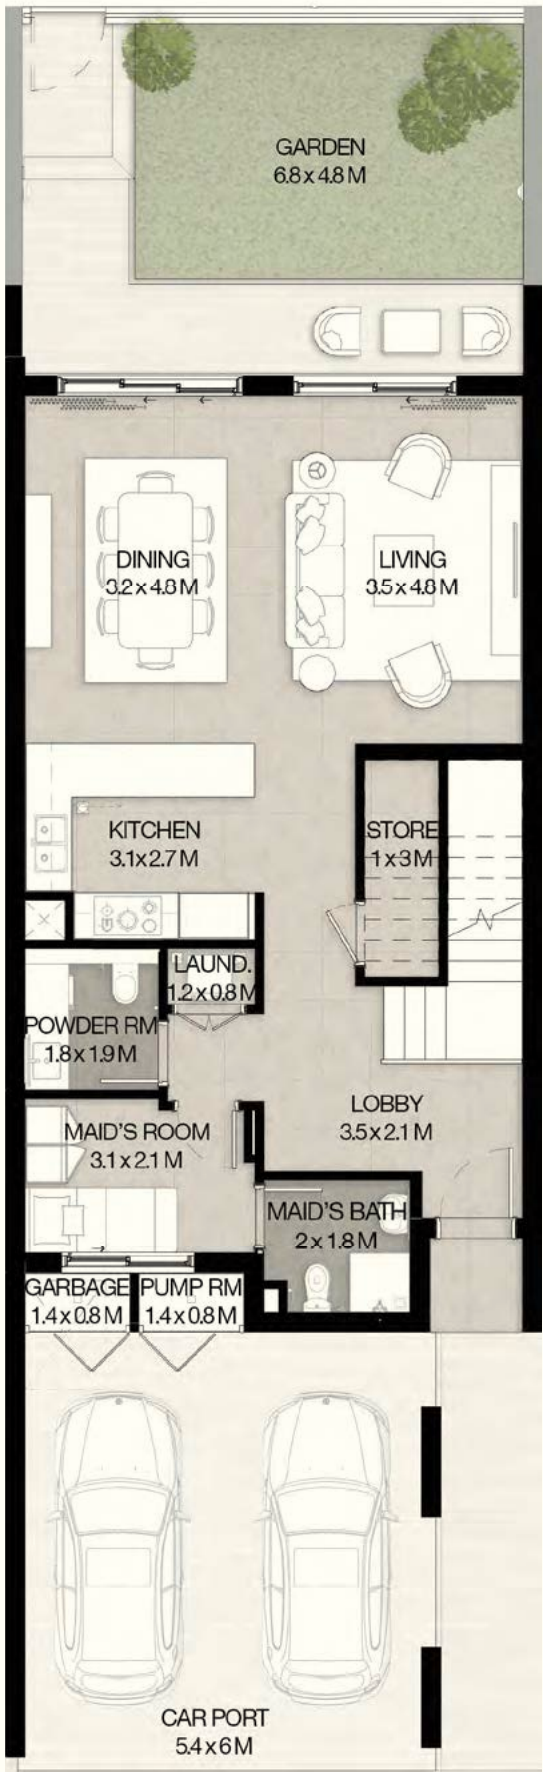 GARDEN
6.8 x 4.8 M
DINING
3.2 x 4.8 M
LIVING
3.5 x 4.8 M
KITCHEN
3.1 x 2.7 M
STORE
1 x 3 M
LAUND.
1.2 x 0.8 M
POWDER RM
1.8 x 1.9 M
LOBBY
3.5 x 2.1 M
MAID'S ROOM
3.1 x 2.1 M
MAID'S BATH
2 x 1.8 M
GARBAGE
1.4 x 0.8 M
PUMP RM
1.4 x 0.8 M
CAR PORT
5.4 x 6 M